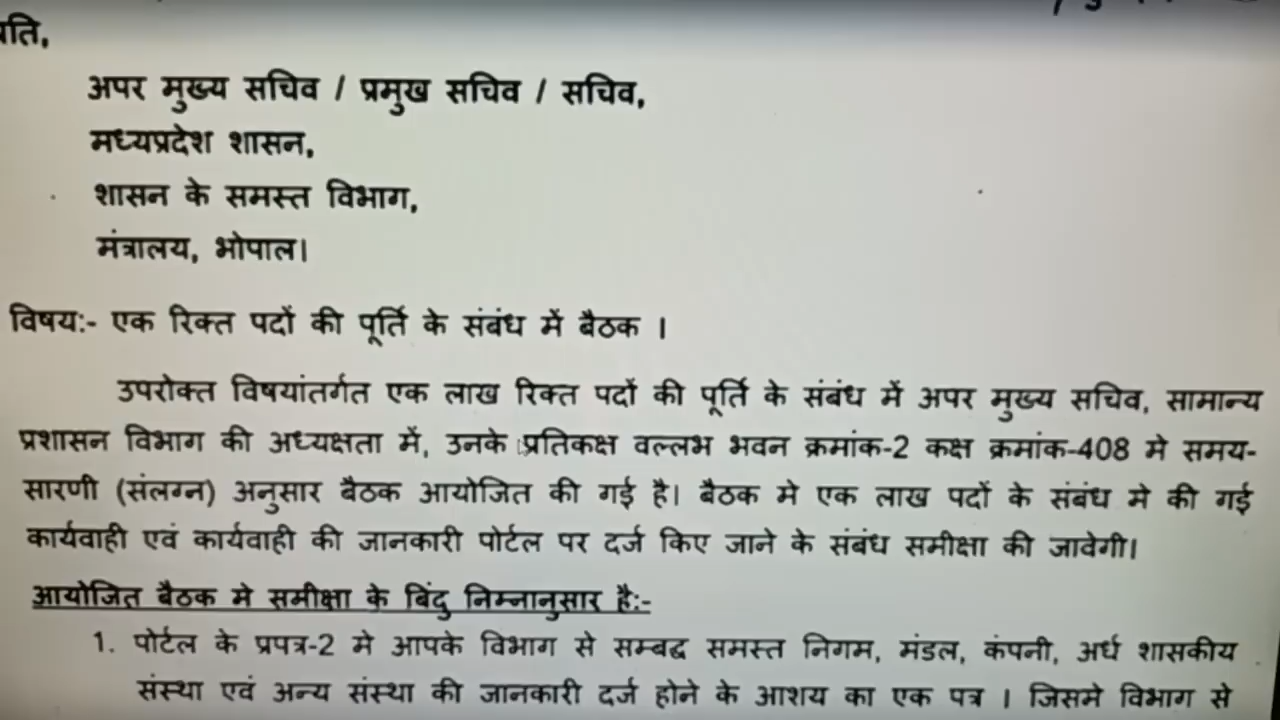 अपर मुख्य सचिव / प्रमुख सचिव / सचिव,
मध्यप्रदेश शासन,
शासन के समस्त विभाग,
मंत्रालय, भोपाल।
विषय:- एक रिक्त पदों की पूर्ति के संबंध में बैठक ।
उपरोक्त विषयांतर्गत एक लाख रिक्त पदों की पूर्ति के संबंध में अपर मुख्य सचिव, सामान्य
प्रशासन विभाग की अध्यक्षता में, उनके प्रतिकक्ष वल्लभ भवन क्रमांक-2 कक्ष क्रमांक-408 मे समय-
सारणी (संलग्न) अनुसार बैठक आयोजित की गई है। बैठक मे एक लाख पदों के संबंध मे की गई
कार्यवाही एवं कार्यवाही की जानकारी पोर्टल पर दर्ज किए जाने के संबंध समीक्षा की जावेगी।
आयोजित बैठक मे समीक्षा के बिंदु निम्नानुसार है:-
1. पोर्टल के प्रपत्र-2 मे आपके विभाग से सम्बद्ध समस्त निगम, मंडल, कंपनी, अर्ध शासकीय
संस्था एवं अन्य संस्था की जानकारी दर्ज होने के आशय का एक पत्र । जिसमे विभाग से